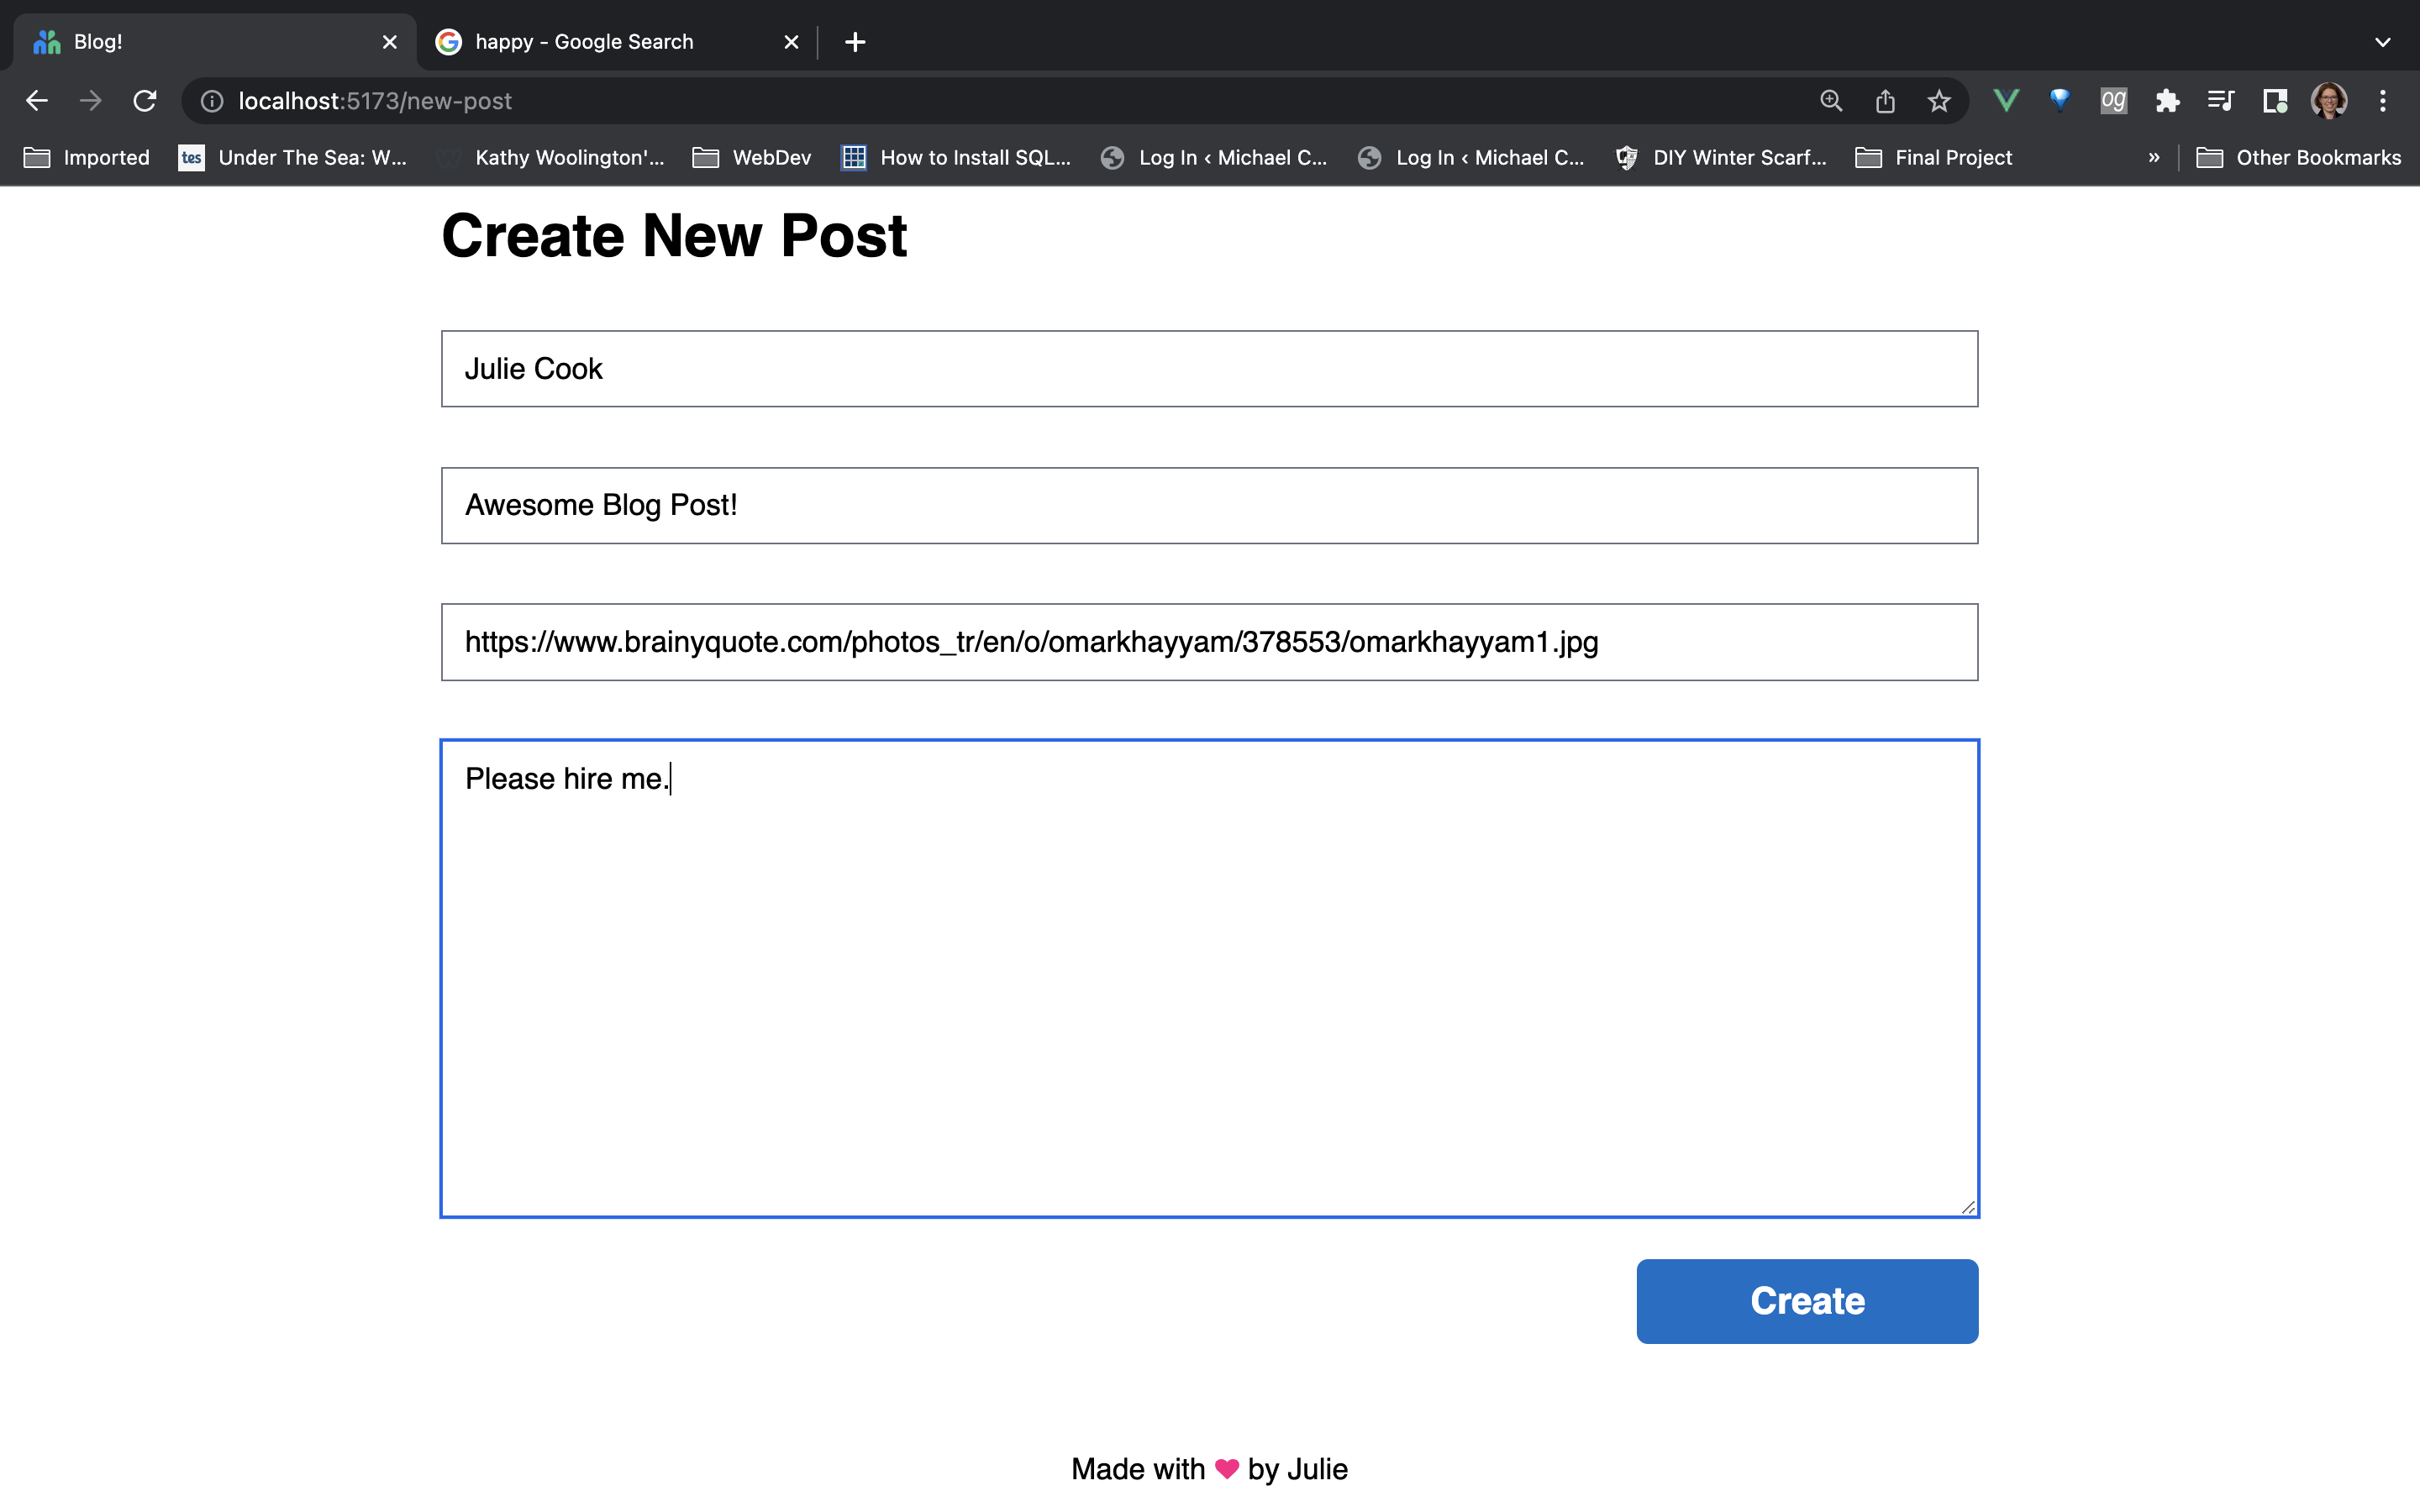 Blog!
happy - Google Search
localhost:5173/new-post
og
Imported
tes
Under The Sea: W...
Kathy Woolington'...
WebDev
How to Install SQL...
Log In ‹ Michael C...
Log In ‹ Michael C...
DIY Winter Scarf...
Final Project
»
Other Bookmarks
Create New Post
Julie Cook
Awesome Blog Post!
https://www.brainyquote.com/photos_tr/en/o/omarkhayyam/378553/omarkhayyam1.jpg
Please hire me.
Create
Made with ♥ by Julie